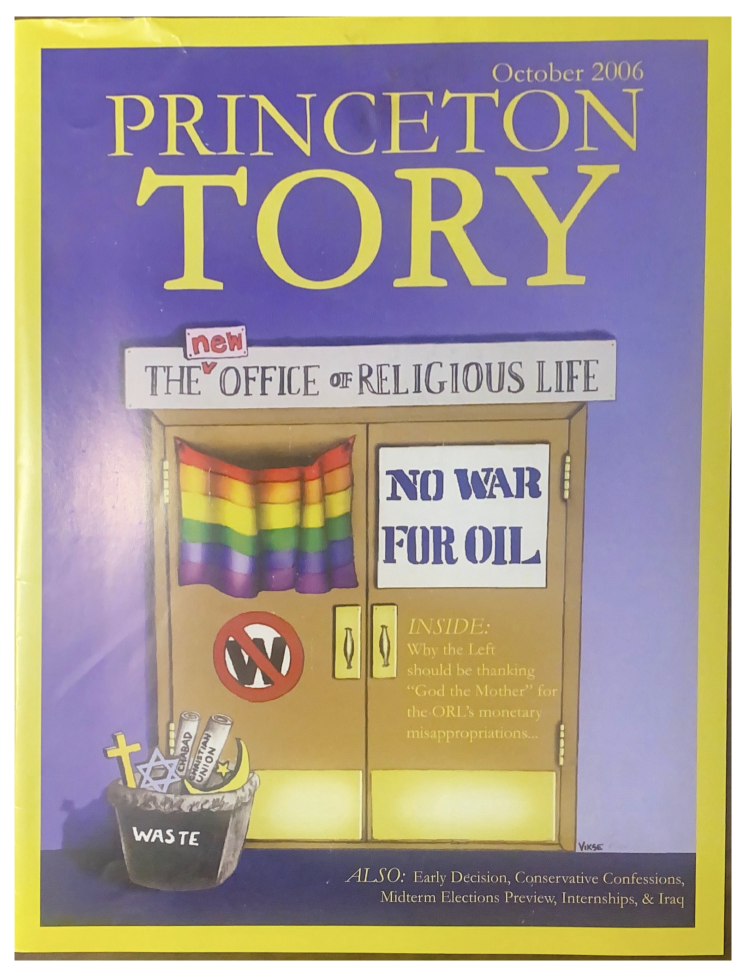 October 2006
PRINCETON
TORY
new
THE OFFICE OF RELIGIOUS LIFE
NO WAR
FOR OIL
W
INSIDE:
Why the Left
should be thanking
"God the Mother" for
the ORL's monetary
misappropriations...
CHABAD
CHRISTIAN
UNION
WASTE
VIKSE
ALSO: Early Decision, Conservative Confessions,
Midterm Elections Preview, Internships, & Iraq